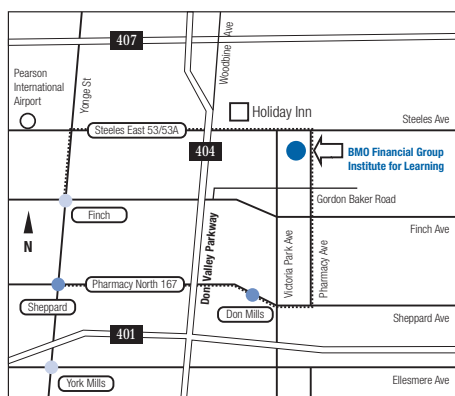 407
Woodbine Ave
Pearson
International
Airport
Yonge St
Holiday Inn
Steeles Ave
Steeles East 53/53A
404
BMO Financial Group
Institute for Learning
Gordon Baker Road
Finch
N
Don Valley Parkway
Victoria Park Ave
Pharmacy Ave
Finch Ave
Pharmacy North 167
Sheppard
Don Mills
Sheppard Ave
401
York Mills
Ellesmere Ave